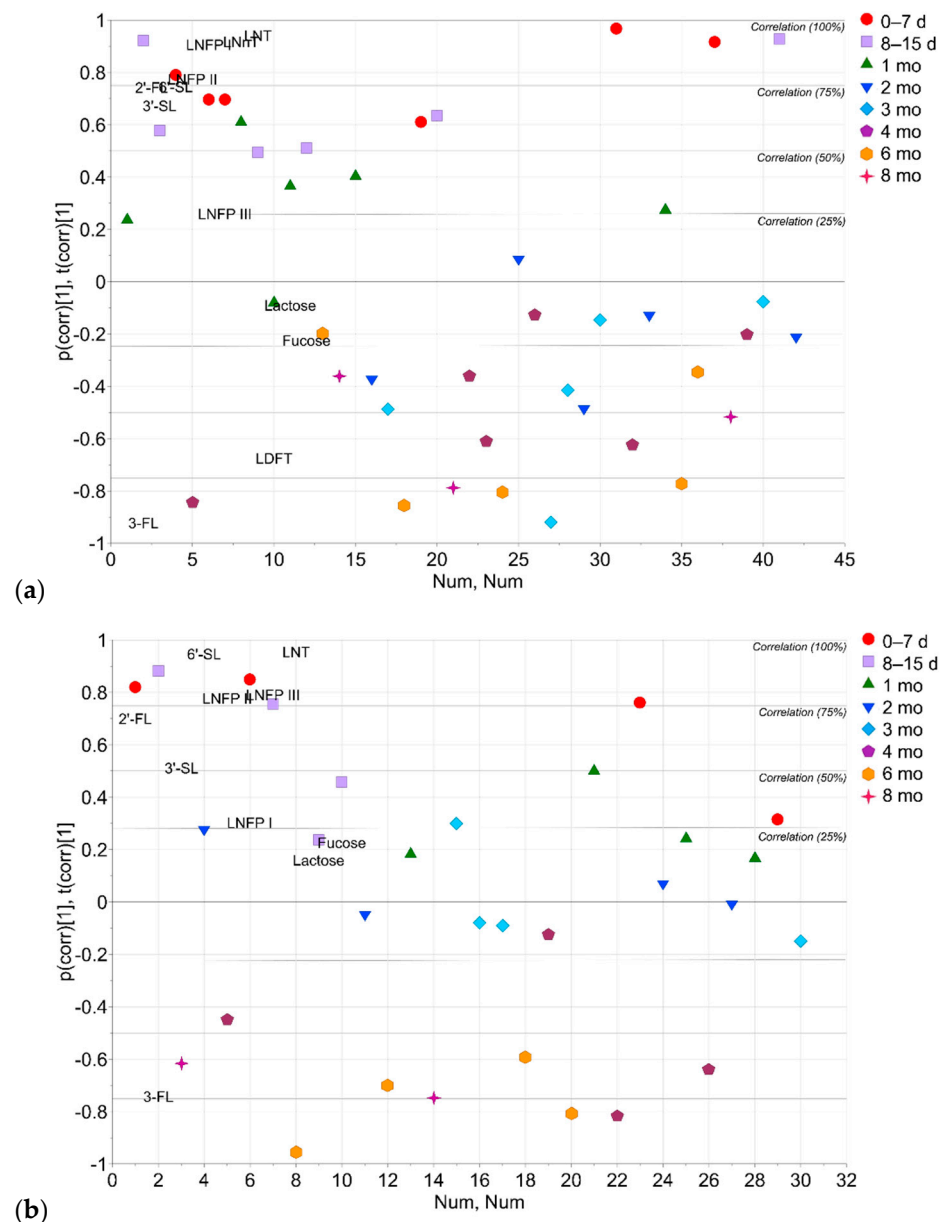 1
0.8
0.6
0.4
0.2
0
-0.2
-0.4
-0.6
-0.8
-1
p(corr)[1], t(corr)[1]
LNT
LNFP I
LNnT
LNFP II
2'-FL
6'-SL
3'-SL
LNFP III
Lactose
Fucose
LDFT
3-FL
Correlation (100%)
Correlation (75%)
Correlation (50%)
Correlation (25%)
0 5 10 15 20 25 30 35 40 45
Num, Num
0–7 d
8–15 d
1 mo
2 mo
3 mo
4 mo
6 mo
8 mo
(a)
1
0.8
0.6
0.4
0.2
0
-0.2
-0.4
-0.6
-0.8
-1
p(corr)[1], t(corr)[1]
6'-SL
LNT
LNFP II
LNFP III
2'-FL
3'-SL
LNFP I
Fucose
Lactose
3-FL
Correlation (100%)
Correlation (75%)
Correlation (50%)
Correlation (25%)
0 2 4 6 8 10 12 14 16 18 20 22 24 26 28 30 32
Num, Num
0–7 d
8–15 d
1 mo
2 mo
3 mo
4 mo
6 mo
8 mo
(b)